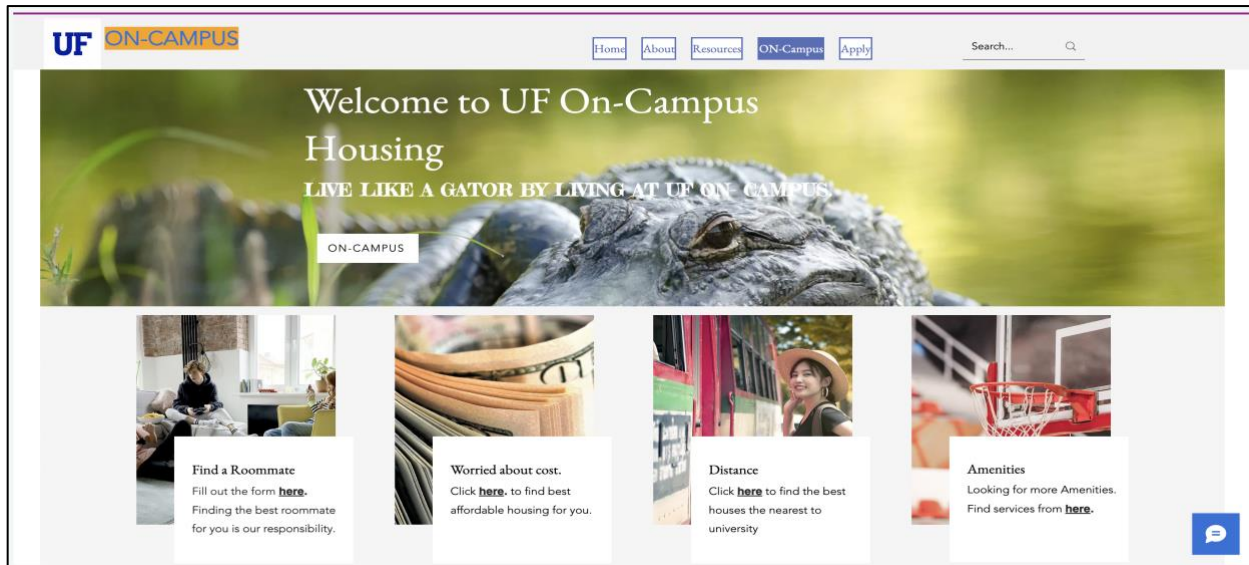 UF ON-CAMPUS
Home About Resources ON-Campus Apply Search...
Welcome to UF On-Campus
Housing
LIVE LIKE A GATOR BY LIVING AT UF ON- CAMPUS.
ON-CAMPUS
Find a Roommate
Fill out the form here.
Finding the best roommate
for you is our responsibility.
Worried about cost.
Click here. to find best
affordable housing for you.
Distance
Click here to find the best
houses the nearest to
university
Amenities
Looking for more Amenities.
Find services from here.